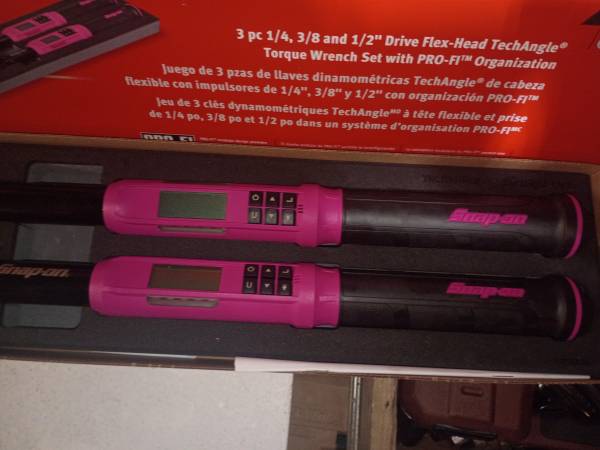 3 pc 1/4, 3/8 and 1/2" Drive Flex-Head TechAngle®
Torque Wrench Set with PRO-FI™ Organization
Juego de 3 pzas de llaves dinamométricas TechAngle® de cabeza
flexible con impulsores de 1/4", 3/8" y 1/2" con organización PRO-FI™
Jeu de 3 clés dynamométriques TechAngleᴹᴰ à tête flexible et prise
de 1/4 po, 3/8 po et 1/2 po dans un système d'organisation PRO-FIᴹᶜ
PRO-FI
Snap-on
U
Snap-on®
U
Snap-on